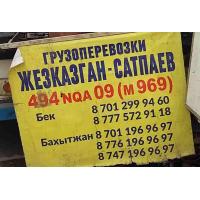 ГРУЗОПЕРЕВОЗКИ
ЖЕЗКАЗГАН-САТПАЕВ
494 NQA 09 (М 969)
Бек 8 701 299 94 60
8 777 572 91 18
Бахытжан 8 701 196 96 97
8 776 196 96 97
8 747 196 96 97